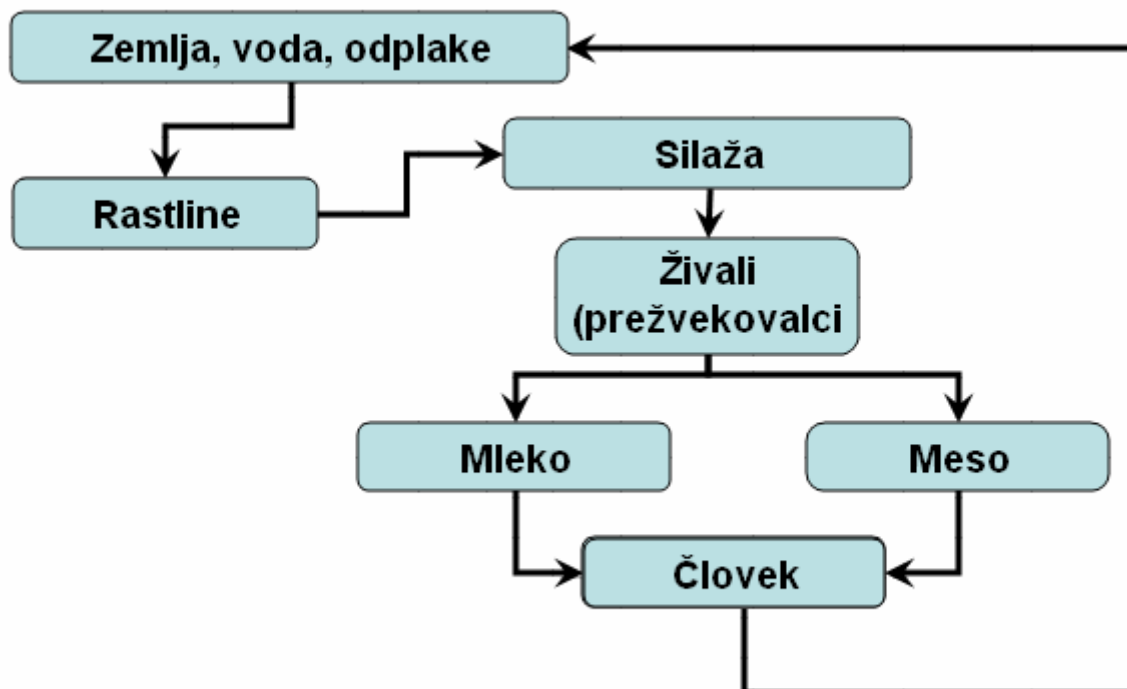 Zemlja, voda, odplake
Silaža
Rastline
Živali
(prežvekovalci
Mleko
Meso
Človek